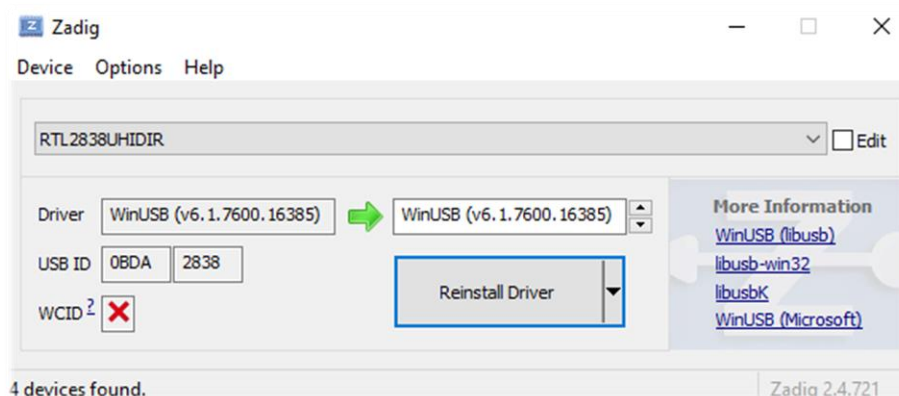 Zadig
Device Options Help
RTL2838UHIDIR
Edit
Driver WinUSB (v6.1.7600.16385) WinUSB (v6.1.7600.16385)
USB ID 0BDA 2838
WCID ?
Reinstall Driver
More Information
WinUSB (libusb)
libusb-win32
libusbK
WinUSB (Microsoft)
4 devices found.
Zadig 2.4.721